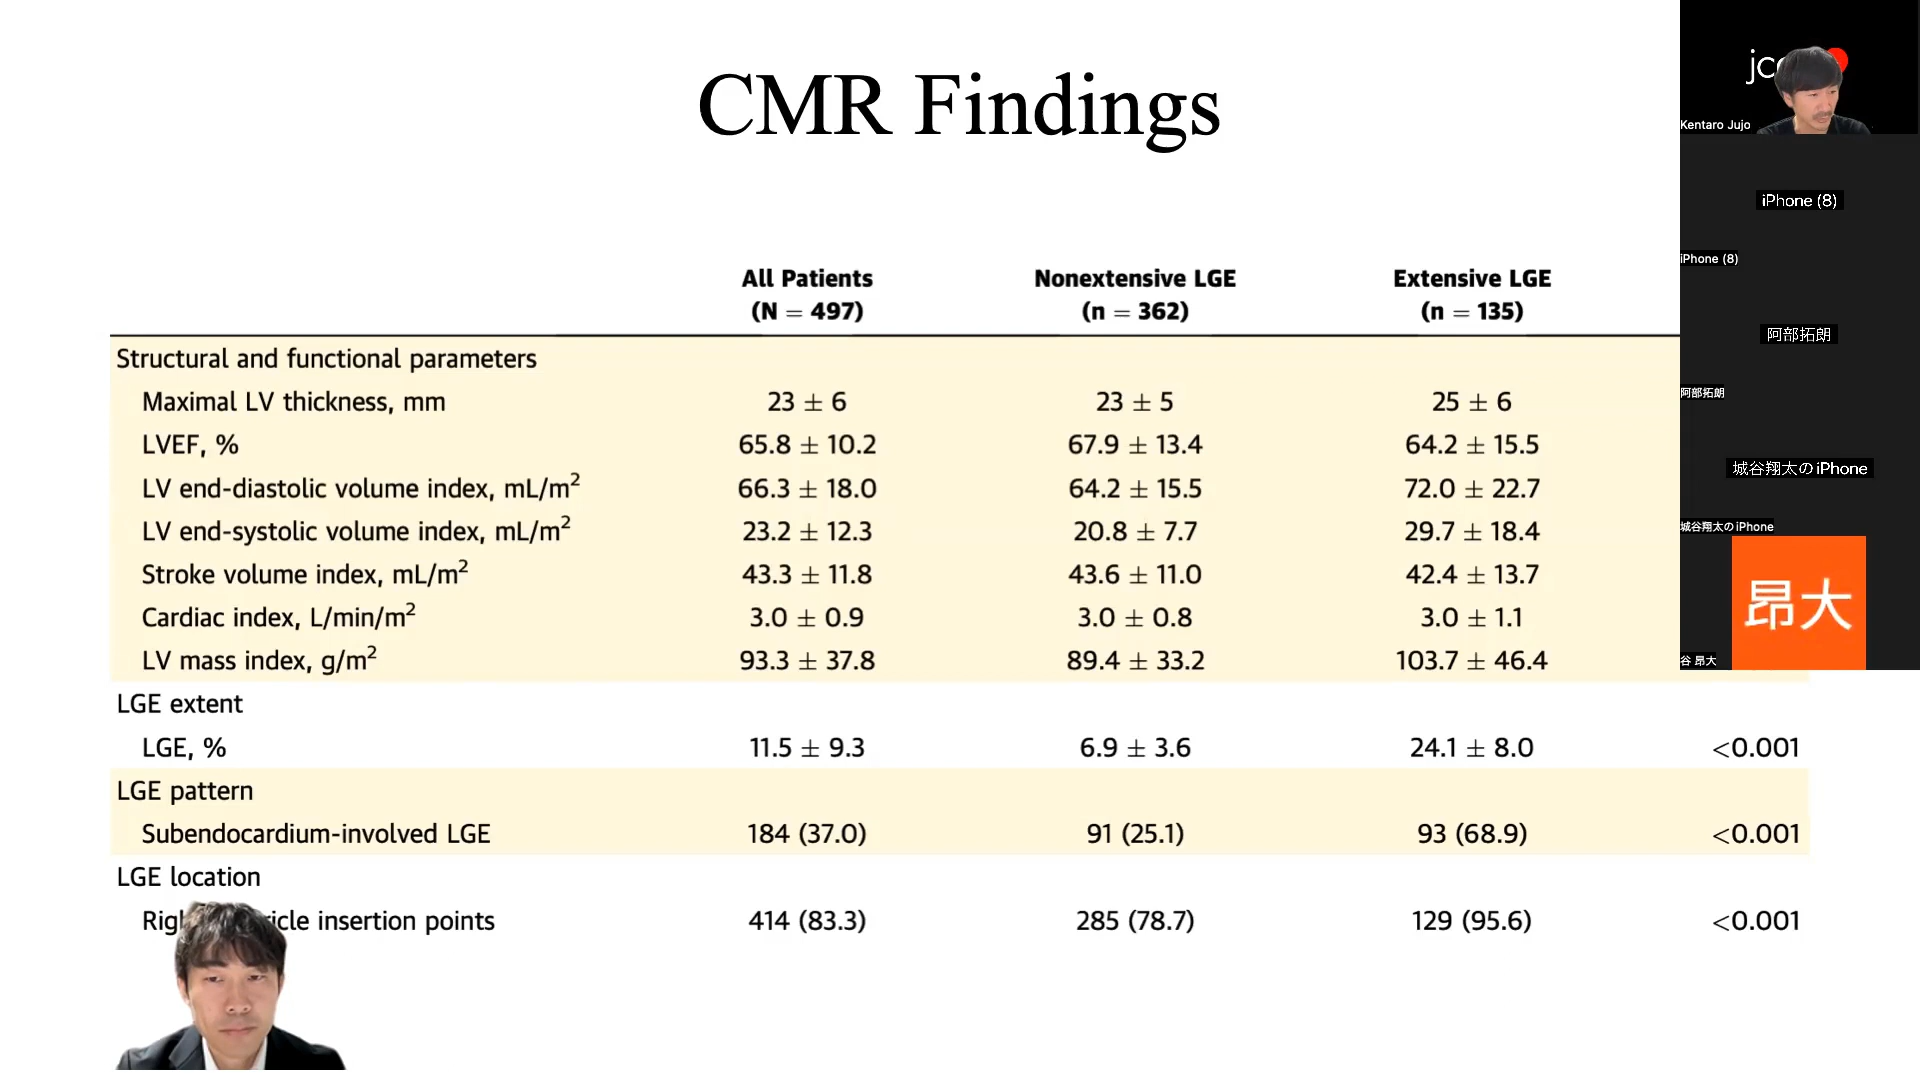 CMR Findings
All Patients Nonextensive LGE Extensive LGE
(N = 497) (n = 362) (n = 135)
Structural and functional parameters
Maximal LV thickness, mm 23 ± 6 23 ± 5 25 ± 6
LVEF, % 65.8 ± 10.2 67.9 ± 13.4 64.2 ± 15.5
LV end-diastolic volume index, mL/m² 66.3 ± 18.0 64.2 ± 15.5 72.0 ± 22.7
LV end-systolic volume index, mL/m² 23.2 ± 12.3 20.8 ± 7.7 29.7 ± 18.4
Stroke volume index, mL/m² 43.3 ± 11.8 43.6 ± 11.0 42.4 ± 13.7
Cardiac index, L/min/m² 3.0 ± 0.9 3.0 ± 0.8 3.0 ± 1.1
LV mass index, g/m² 93.3 ± 37.8 89.4 ± 33.2 103.7 ± 46.4
LGE extent
LGE, % 11.5 ± 9.3 6.9 ± 3.6 24.1 ± 8.0 <0.001
LGE pattern
Subendocardium-involved LGE 184 (37.0) 91 (25.1) 93 (68.9) <0.001
LGE location
insertion points 414 (83.3) 285 (78.7) 129 (95.6) <0.001
Kentaro Jujo
iPhone (8)
iPhone (8)
阿部拓朗
阿部拓朗
城谷翔太のiPhone
城谷翔太のiPhone
昂大
谷 昂大